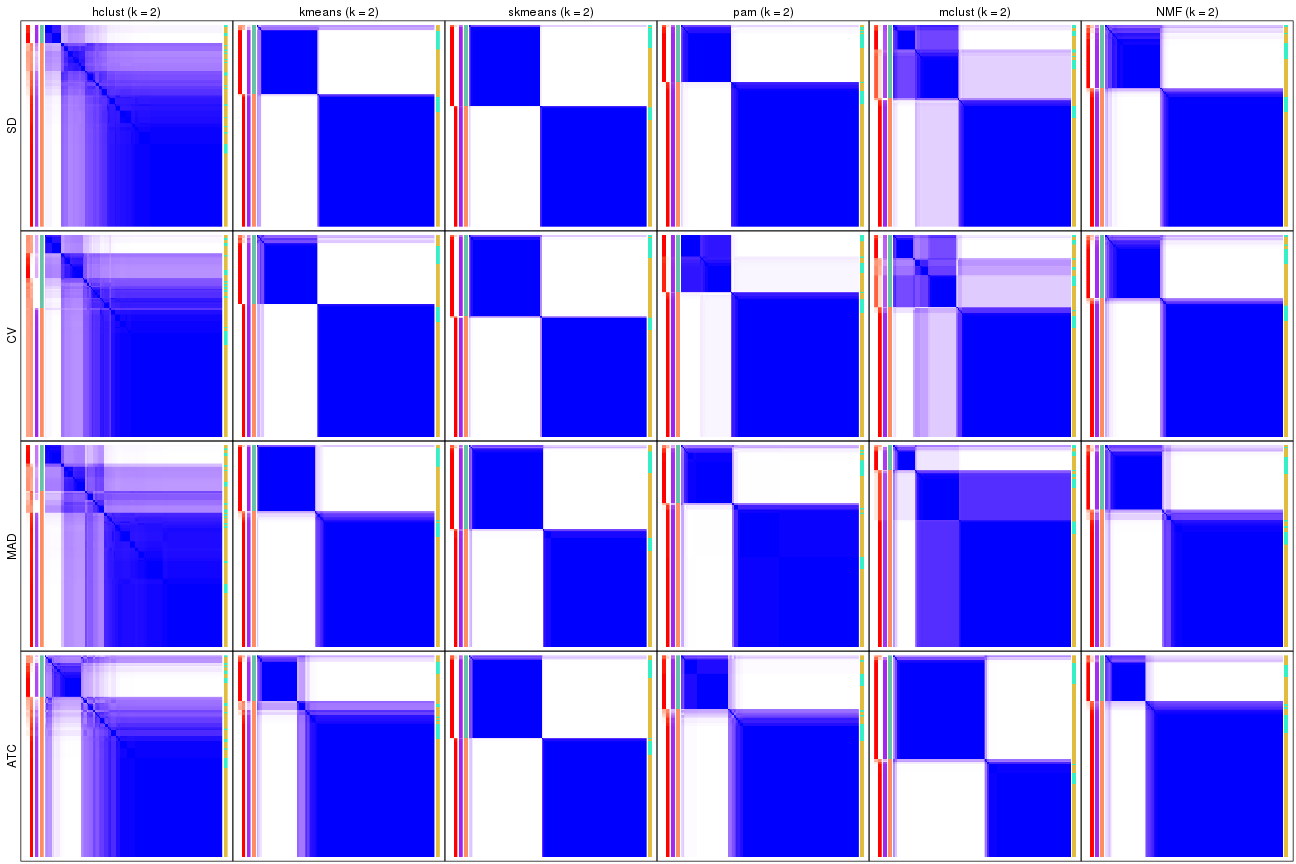 hclust (k = 2)
kmeans (k = 2)
skmeans (k = 2)
pam (k = 2)
mclust (k = 2)
NMF (k = 2)
SD
CV
MAD
ATC